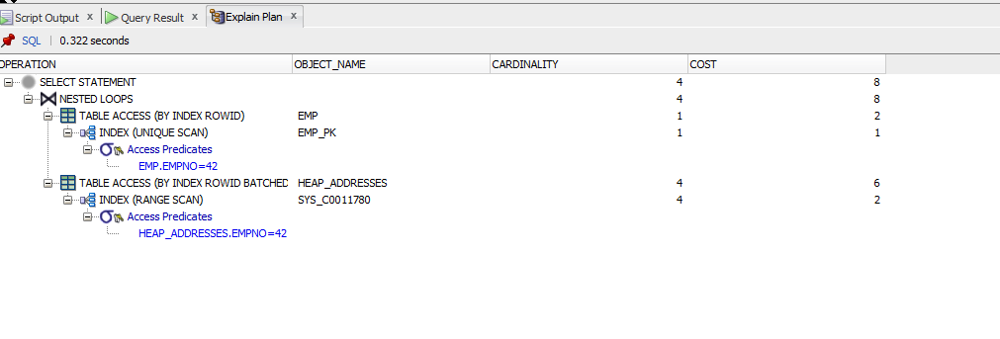 Script Output x Query Result x Explain Plan x
SQL | 0.322 seconds
OPERATION OBJECT_NAME CARDINALITY COST
SELECT STATEMENT 4 8
NESTED LOOPS 4 8
TABLE ACCESS (BY INDEX ROWID) EMP 1 2
INDEX (UNIQUE SCAN) EMP_PK 1 1
Access Predicates
EMP.EMPNO=42
TABLE ACCESS (BY INDEX ROWID BATCHED HEAP_ADDRESSES 4 6
INDEX (RANGE SCAN) SYS_C0011780 4 2
Access Predicates
HEAP_ADDRESSES.EMPNO=42